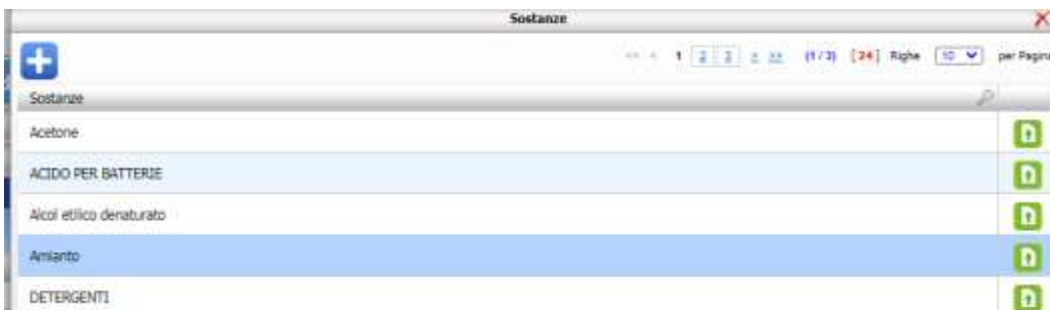 Sostanze
<< < 1 2 3 > >> (1/3) [24] Righe 10 per Pagina
Sostanze
Acetone
ACIDO PER BATTERIE
Alcol etilico denaturato
Amianto
DETERGENTI